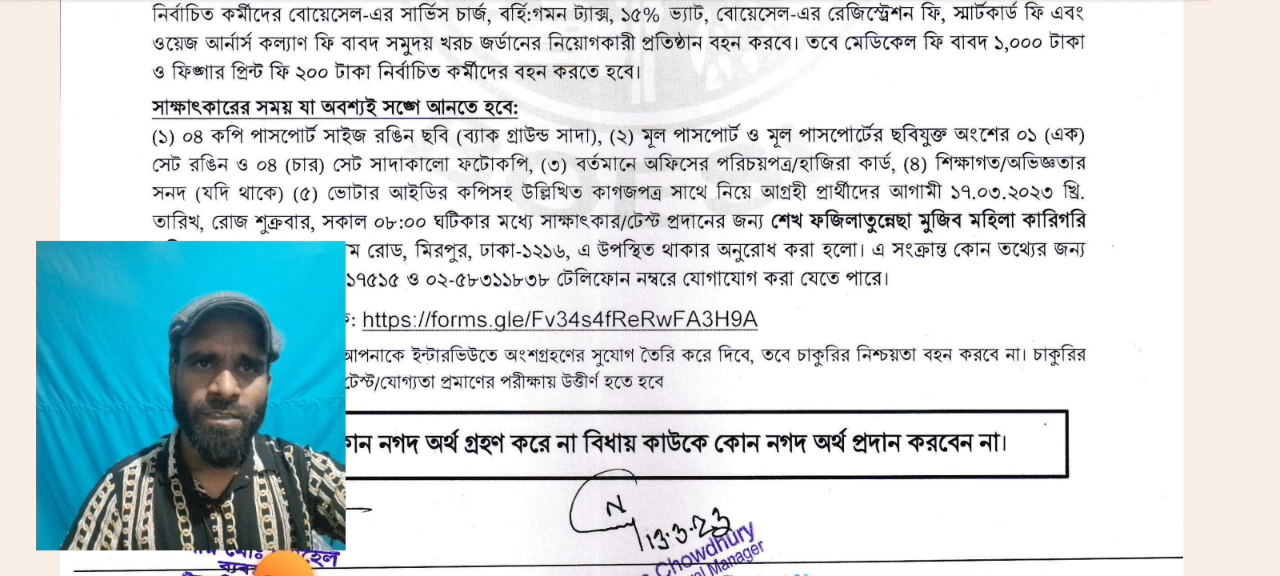 নির্বাচিত কর্মীদের বোয়েসেল-এর সার্ভিস চার্জ, বর্হি:গমন ট্যাক্স, ১৫% ভ্যাট, বোয়েসেল-এর রেজিস্ট্রেশন ফি, স্মার্টকার্ড ফি এবং
ওয়েজ আর্নার্স কল্যাণ ফি বাবদ সমুদয় খরচ জর্ডানের নিয়োগকারী প্রতিষ্ঠান বহন করবে। তবে মেডিকেল ফি বাবদ ১,০০০ টাকা
ও ফিঙ্গার প্রিন্ট ফি ২০০ টাকা নির্বাচিত কর্মীদের বহন করতে হবে।
সাক্ষাৎকারের সময় যা অবশ্যই সঙ্গে আনতে হবে:
(১) ০৪ কপি পাসপোর্ট সাইজ রঙিন ছবি (ব্যাক গ্রাউন্ড সাদা), (২) মূল পাসপোর্ট ও মূল পাসপোর্টের ছবিযুক্ত অংশের ০১ (এক)
সেট রঙিন ও ০৪ (চার) সেট সাদাকালো ফটোকপি, (৩) বর্তমানে অফিসের পরিচয়পত্র/হাজিরা কার্ড, (৪) শিক্ষাগত/অভিজ্ঞতার
সনদ (যদি থাকে) (৫) ভোটার আইডির কপিসহ উল্লিখিত কাগজপত্র সাথে নিয়ে আগ্রহী প্রার্থীদের আগামী ১৭.০৩.২০২৩ খ্রি.
তারিখ, রোজ শুক্রবার, সকাল ০৮:০০ ঘটিকার মধ্যে সাক্ষাৎকার/টেস্ট প্রদানের জন্য শেখ ফজিলাতুন্নেছা মুজিব মহিলা কারিগরি
ম রোড, মিরপুর, ঢাকা-১২১৬, এ উপস্থিত থাকার অনুরোধ করা হলো। এ সংক্রান্ত কোন তথ্যের জন্য
১৭৫১৫ ও ০২-৫৮৩১১৮৩৮ টেলিফোন নম্বরে যোগাযোগ করা যেতে পারে।
: https://forms.gle/Fv34s4fReRwFA3H9A
আপনাকে ইন্টারভিউতে অংশগ্রহণের সুযোগ তৈরি করে দিবে, তবে চাকুরির নিশ্চয়তা বহন করবে না। চাকুরির
টেস্ট/যোগ্যতা প্রমাণের পরীক্ষায় উত্তীর্ণ হতে হবে
কোন নগদ অর্থ গ্রহণ করে না বিধায় কাউকে কোন নগদ অর্থ প্রদান করবেন না।
13.3.23
Chowdhury
Manager